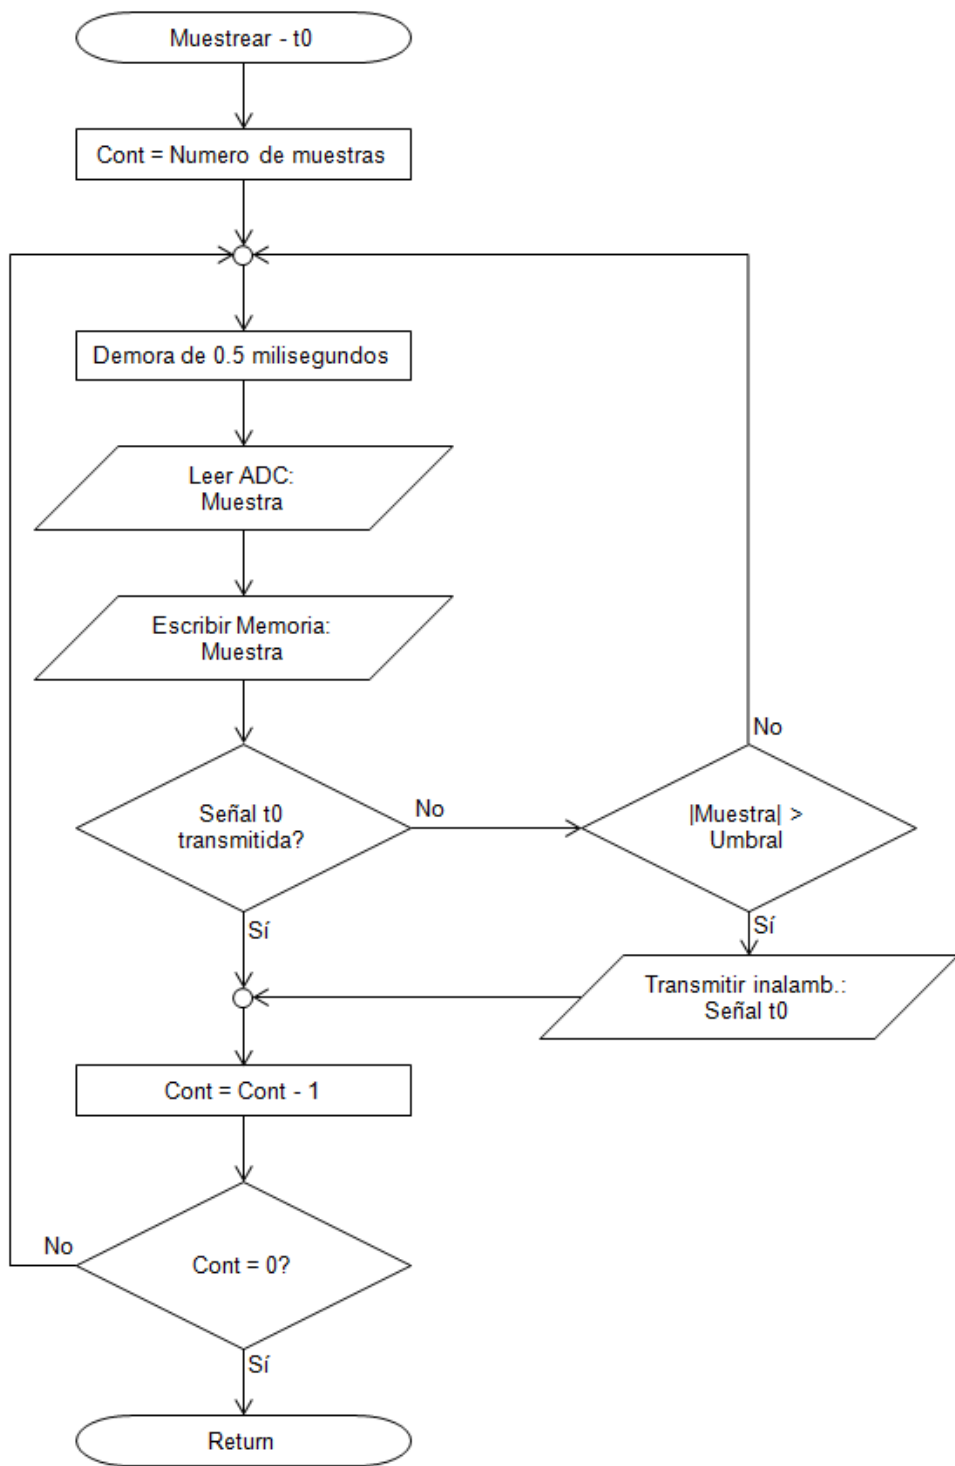 Muestrear - t0
Cont = Numero de muestras
Demora de 0.5 milisegundos
Leer ADC:
Muestra
Escribir Memoria:
Muestra
Señal t0
transmitida?
No
|Muestra| >
Umbral
No
Sí
Transmitir inalamb.:
Señal t0
Sí
Cont = Cont - 1
Cont = 0?
No
Sí
Return